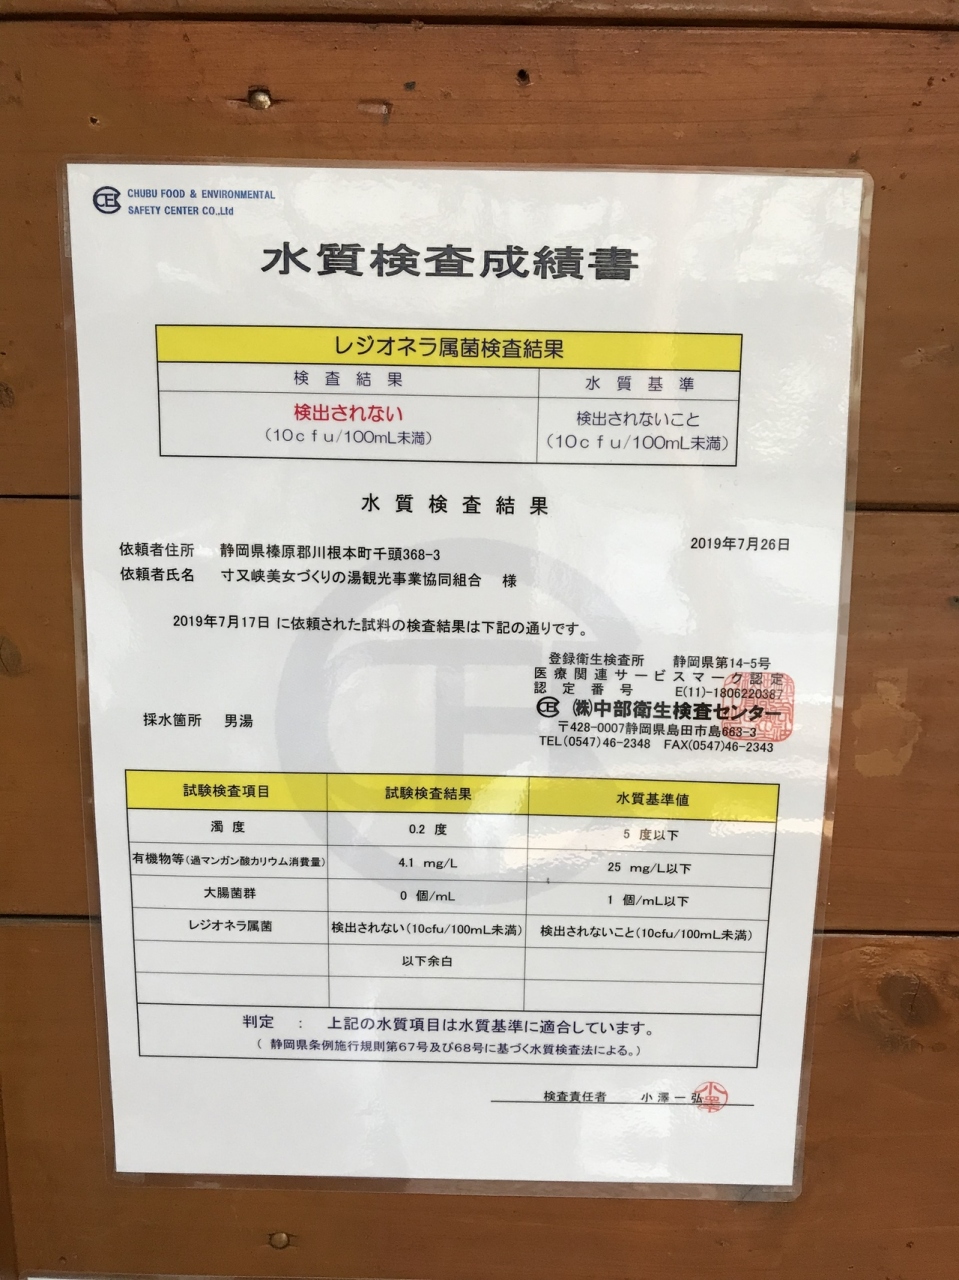 CHUBU FOOD & ENVIRONMENTAL
SAFETY CENTER CO.,Ltd
水質検査成績書
レジオネラ属菌検査結果
検査結果 水質基準
検出されない 検出されないこと
(10cfu/100mL未満) (10cfu/100mL未満)
水質検査結果
2019年7月26日
依頼者住所 静岡県榛原郡川根本町千頭368-3
依頼者氏名 寸又峡美女づくりの湯観光事業協同組合 様
2019年7月17日 に依頼された試料の検査結果は下記の通りです。
登録衛生検査所 静岡県第14-5号
医療関連サービスマーク認定
認定番号 E(11)-1806220387
㈱中部衛生検査センター
〒428-0007静岡県島田市島663-3
TEL(0547)46-2348 FAX(0547)46-2343
採水箇所 男湯
試験検査項目 試験検査結果 水質基準値
濁度 0.2 度 5 度以下
有機物等(過マンガン酸カリウム消費量) 4.1 mg/L 25 mg/L以下
大腸菌群 0 個/mL 1 個/mL以下
レジオネラ属菌 検出されない(10cfu/100mL未満) 検出されないこと(10cfu/100mL未満)
以下余白
判定 : 上記の水質項目は水質基準に適合しています。
( 静岡県条例施行規則第67号及び68号に基づく水質検査法による。)
検査責任者 小澤一弘
小澤